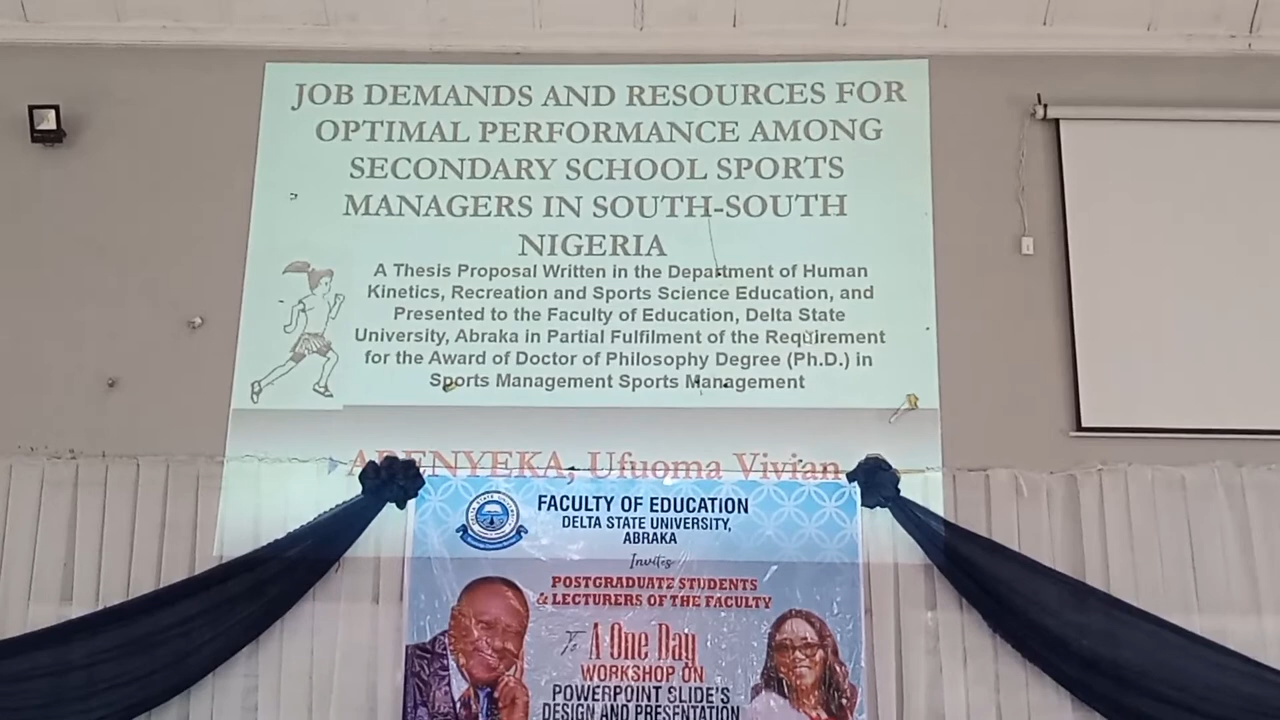 JOB DEMANDS AND RESOURCES FOR
OPTIMAL PERFORMANCE AMONG
SECONDARY SCHOOL SPORTS
MANAGERS IN SOUTH-SOUTH
NIGERIA
A Thesis Proposal Written in the Department of Human
Kinetics, Recreation and Sports Science Education, and
Presented to the Faculty of Education, Delta State
University, Abraka in Partial Fulfilment of the Requirement
for the Award of Doctor of Philosophy Degree (Ph.D.) in
Sports Management Sports Management
Ufuoma Vivian
FACULTY OF EDUCATION
DELTA STATE UNIVERSITY,
ABRAKA
Invites
POSTGRADUATE STUDENTS
& LECTURERS OF THE FACULTY
To A One Day
WORKSHOP ON
POWERPOINT SLIDE'S
DESIGN AND PRESENTATION